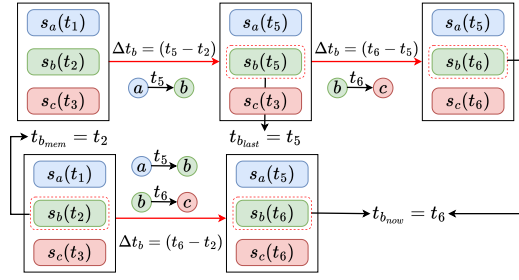 s_a(t_1) Δt_b = (t_5 − t_2) s_a(t_5) Δt_b = (t_6 − t_5) s_a(t_5)
s_b(t_2) s_b(t_5) s_b(t_6)
a t_5 b b t_6 c
s_c(t_3) s_c(t_3) s_c(t_6)
t_{b_{mem}} = t_2 t_{b_{last}} = t_5
s_a(t_1) a t_5 b s_a(t_5)
s_b(t_2) b t_6 c s_b(t_6) t_{b_{now}} = t_6
Δt_b = (t_6 − t_2)
s_c(t_3) s_c(t_6)